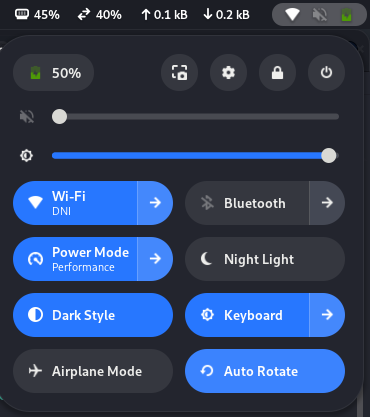 45% 40% ↑ 0.1 kB ↓ 0.2 kB
50%
Wi-Fi
DNI
Bluetooth
Power Mode
Performance
Night Light
Dark Style
Keyboard
Airplane Mode
Auto Rotate